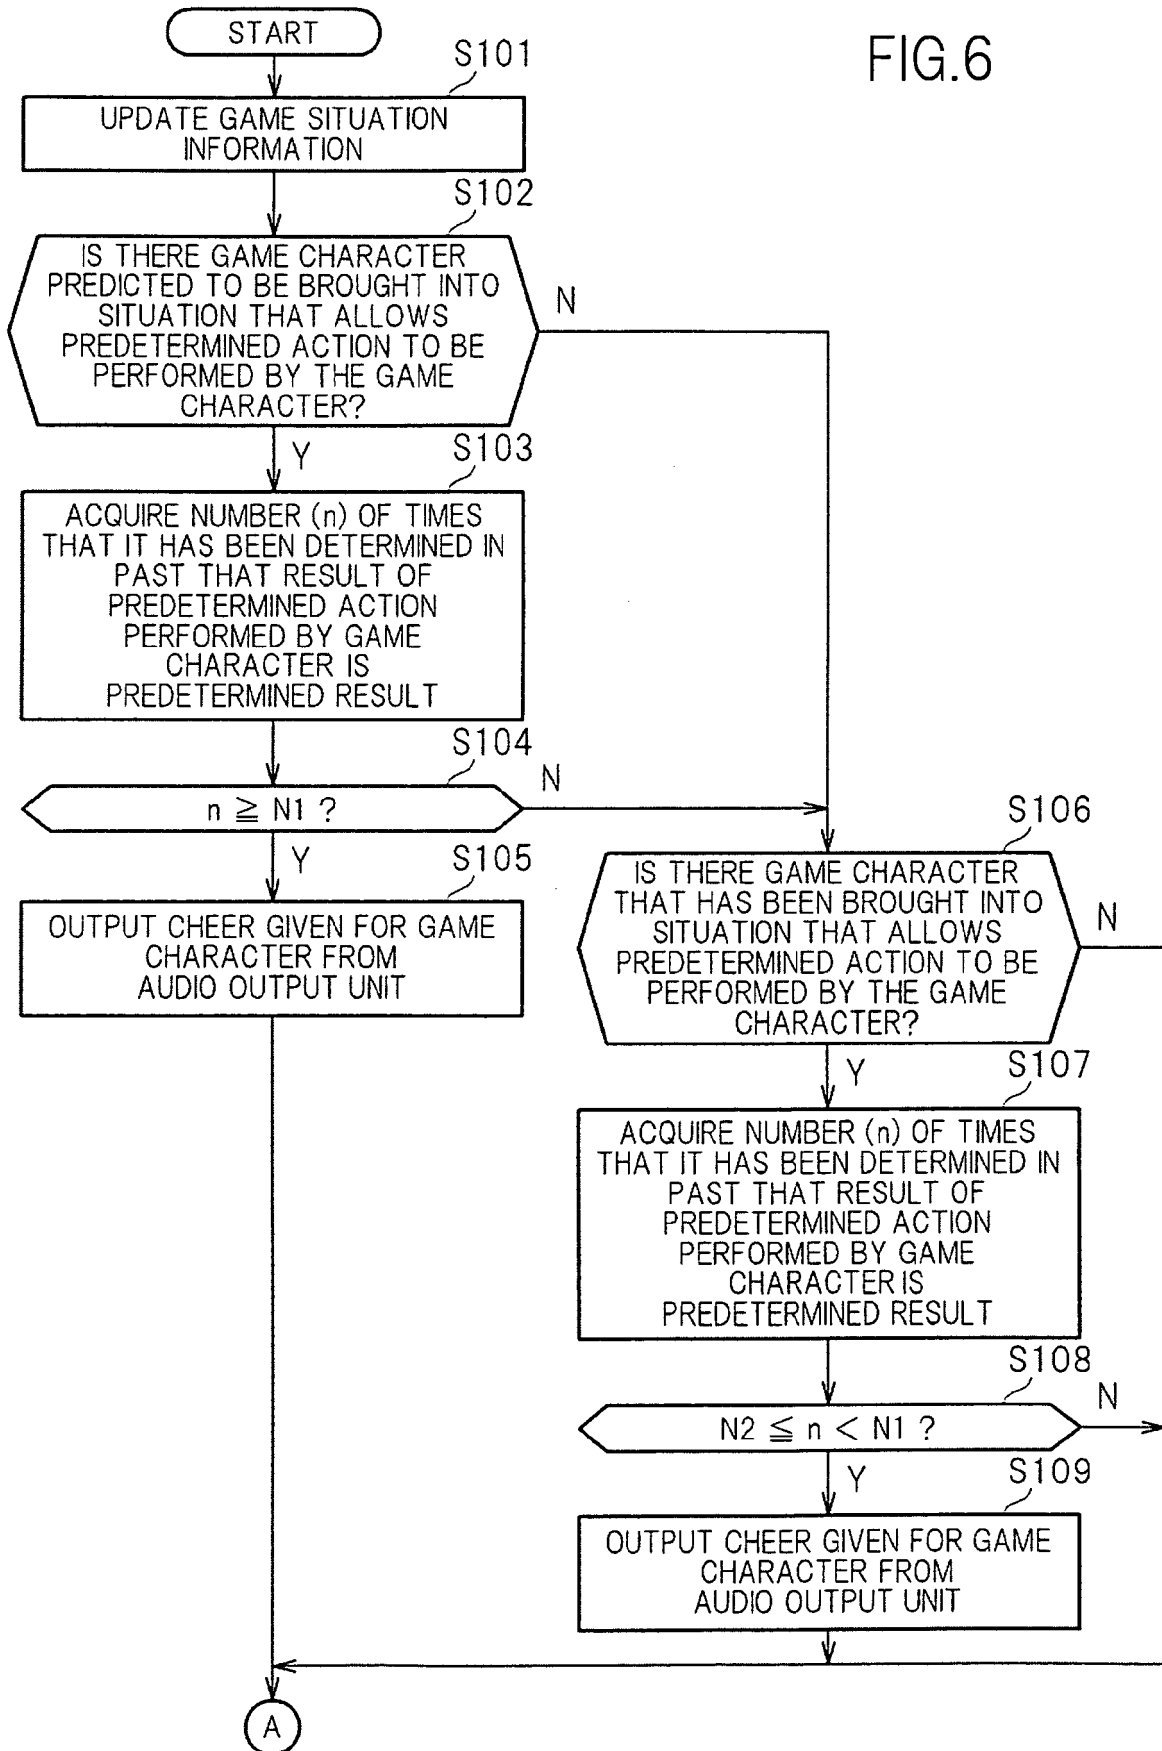 FIG.6
START
S101
UPDATE GAME SITUATION
INFORMATION
S102
IS THERE GAME CHARACTER
PREDICTED TO BE BROUGHT INTO
SITUATION THAT ALLOWS
PREDETERMINED ACTION TO BE
PERFORMED BY THE GAME
CHARACTER?
N
Y
S103
ACQUIRE NUMBER (n) OF TIMES
THAT IT HAS BEEN DETERMINED IN
PAST THAT RESULT OF
PREDETERMINED ACTION
PERFORMED BY GAME
CHARACTER IS
PREDETERMINED RESULT
S104
n ≧ N1 ?
N
Y
S105
OUTPUT CHEER GIVEN FOR GAME
CHARACTER FROM
AUDIO OUTPUT UNIT
S106
IS THERE GAME CHARACTER
THAT HAS BEEN BROUGHT INTO
SITUATION THAT ALLOWS
PREDETERMINED ACTION TO BE
PERFORMED BY THE GAME
CHARACTER?
N
Y
S107
ACQUIRE NUMBER (n) OF TIMES
THAT IT HAS BEEN DETERMINED IN
PAST THAT RESULT OF
PREDETERMINED ACTION
PERFORMED BY GAME
CHARACTER IS
PREDETERMINED RESULT
S108
N2 ≦ n < N1 ?
N
Y
S109
OUTPUT CHEER GIVEN FOR GAME
CHARACTER FROM
AUDIO OUTPUT UNIT
A